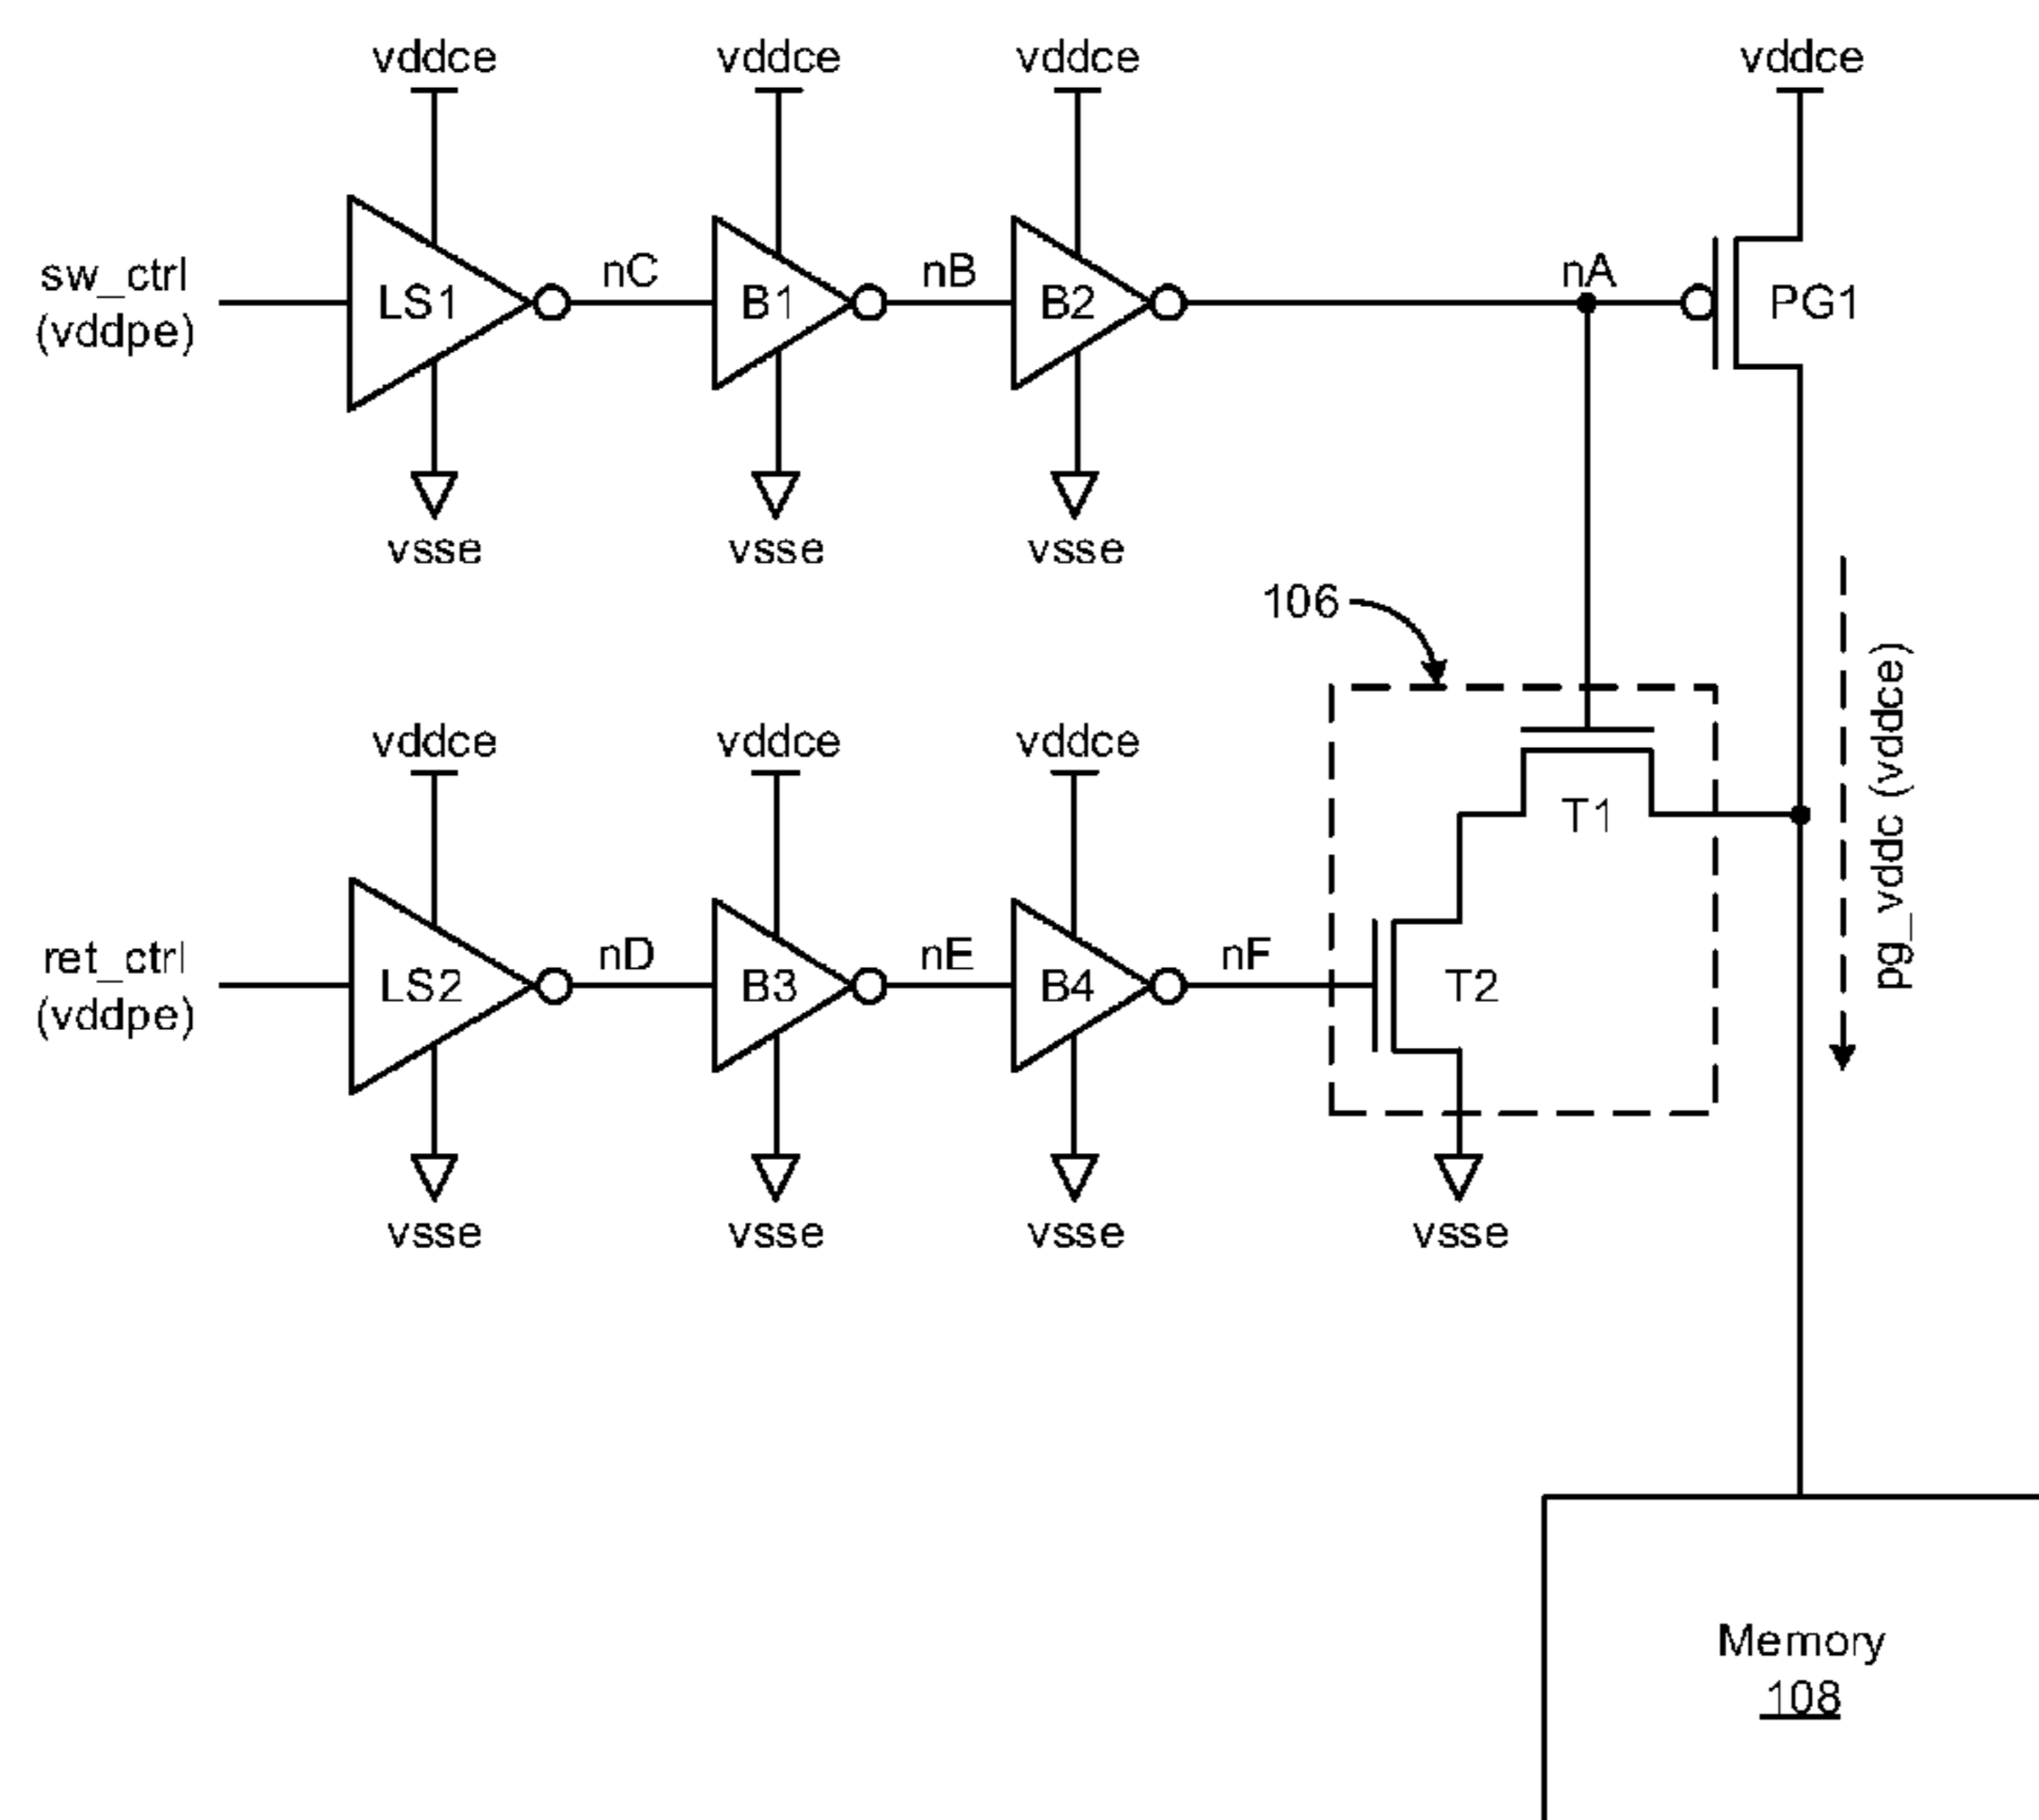 vddce
vddce
vddce
vddce
sw_ctrl
(vddpe)
LS1
nC
B1
nB
B2
nA
PG1
vsse
vsse
vsse
106
pg_vddc (vddce)
vddce
vddce
vddce
T1
ret_ctrl
(vddpe)
LS2
nD
B3
nE
B4
nF
T2
vsse
vsse
vsse
vsse
Memory
108